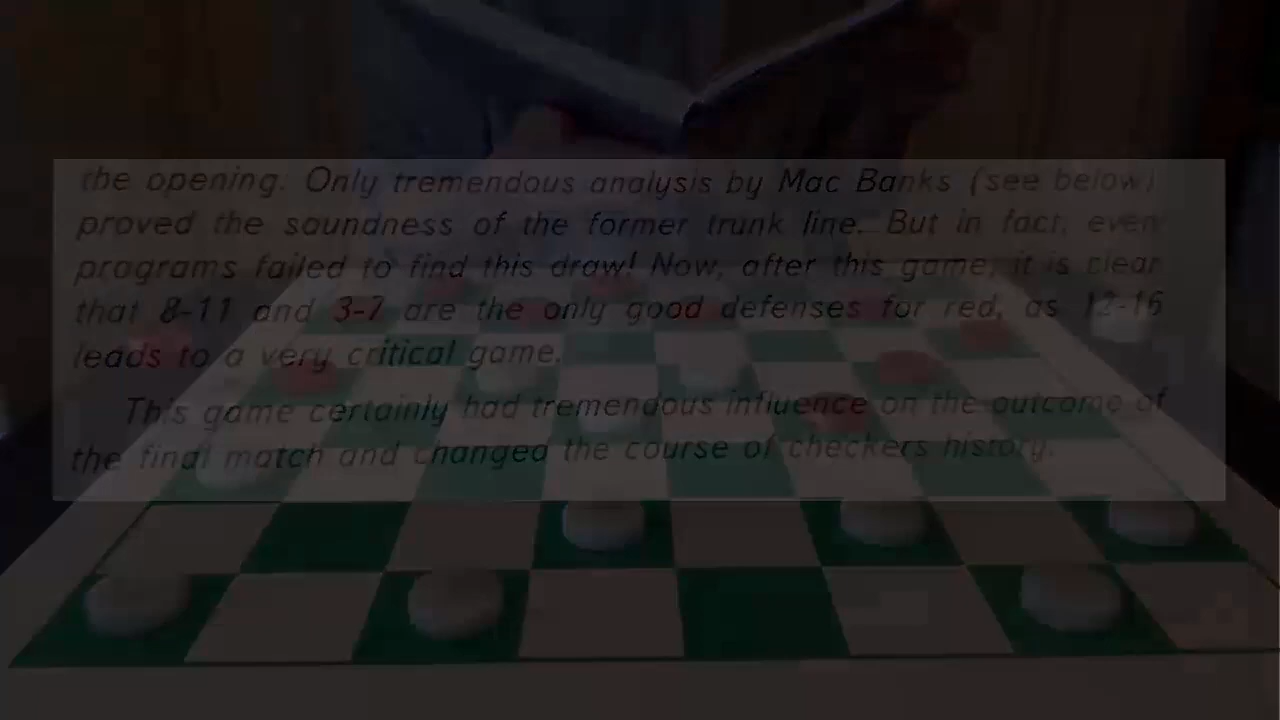 the opening. Only tremendous analysis by Mac Banks (see below)
proved the soundness of the former trunk line. But in fact, even
programs failed to find this draw! Now, after this game, it is clear
that 8-11 and 3-7 are the only good defenses for red, as 12-16
leads to a very critical game.
This game certainly had tremendous influence on the outcome of
the final match and changed the course of checkers history.